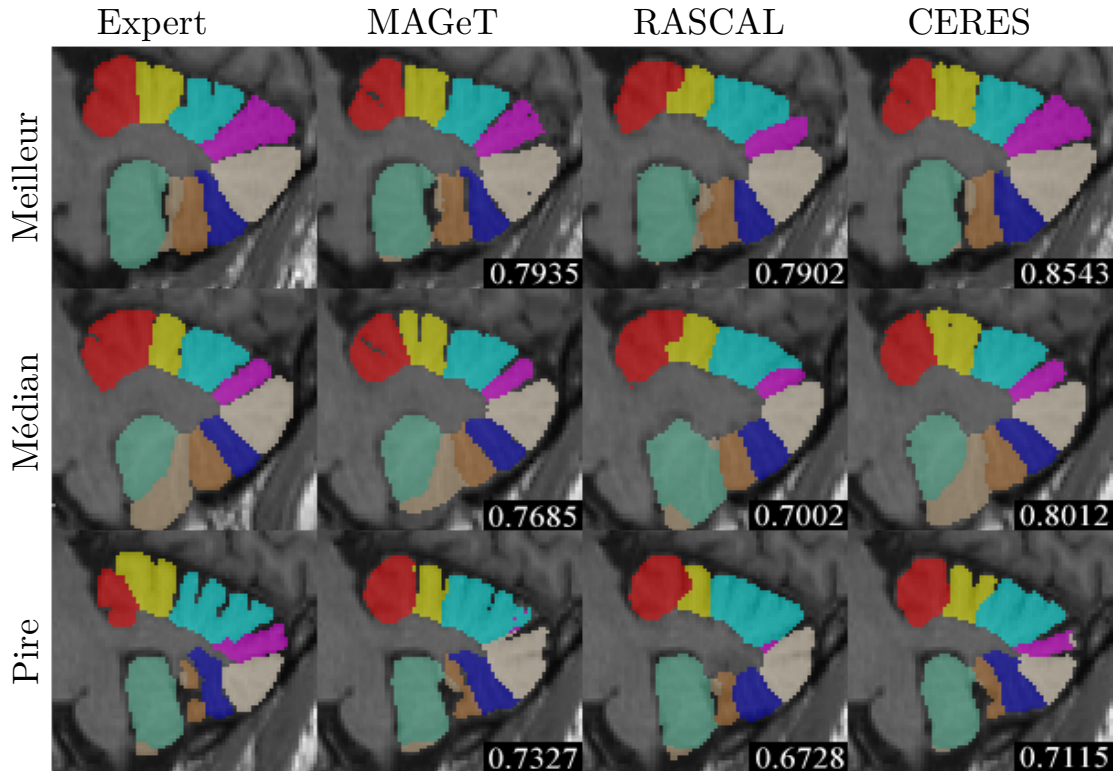 Expert MAGeT RASCAL CERES
Meilleur
0.7935 0.7902 0.8543
Médian
0.7685 0.7002 0.8012
Pire
0.7327 0.6728 0.7115